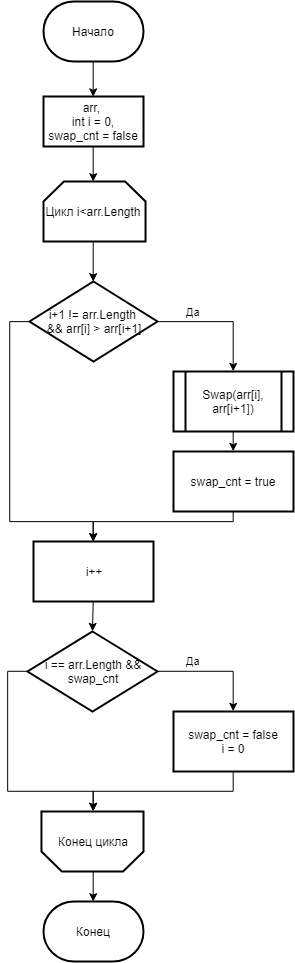 Начало
arr,
int i = 0,
swap_cnt = false
Цикл i<arr.Length
i+1 != arr.Length
&& arr[i] > arr[i+1]
Да
Swap(arr[i],
arr[i+1])
swap_cnt = true
i++
i == arr.Length &&
swap_cnt
Да
swap_cnt = false
i = 0
Конец цикла
Конец